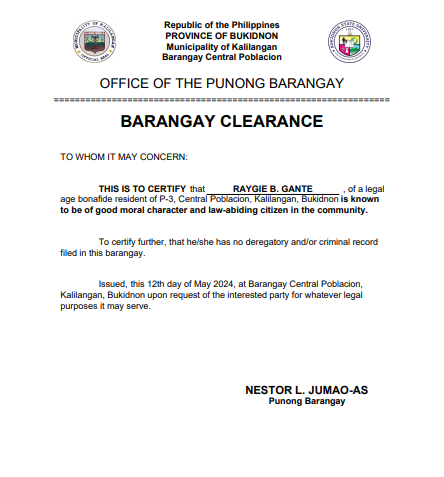 Republic of the Philippines
PROVINCE OF BUKIDNON
Municipality of Kalilangan
Barangay Central Poblacion
OFFICE OF THE PUNONG BARANGAY
================================================================
BARANGAY CLEARANCE
TO WHOM IT MAY CONCERN:
THIS IS TO CERTIFY that RAYGIE B. GANTE , of a legal
age bonafide resident of P-3, Central Poblacion, Kalilangan, Bukidnon is known
to be of good moral character and law-abiding citizen in the community.
To certify further, that he/she has no deregatory and/or criminal record
filed in this barangay.
Issued, this 12th day of May 2024, at Barangay Central Poblacion,
Kalilangan, Bukidnon upon request of the interested party for whatever legal
purposes it may serve.
NESTOR L. JUMAO-AS
Punong Barangay